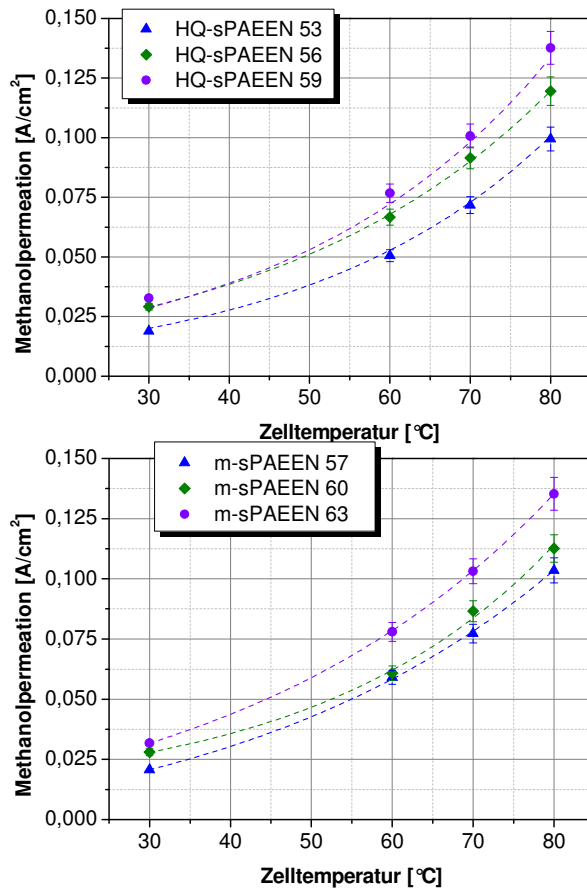 0,150
HQ-sPAEEN 53
0,125
HQ-sPAEEN 56
HQ-sPAEEN 59
0,100
0,075
0,050
0,025
0,000
Methanolpermeation [A/cm²]
30 40 50 60 70 80
Zelltemperatur [°C]
0,150
m-sPAEEN 57
m-sPAEEN 60
0,125
m-sPAEEN 63
0,100
0,075
0,050
0,025
0,000
Methanolpermeation [A/cm²]
30 40 50 60 70 80
Zelltemperatur [°C]